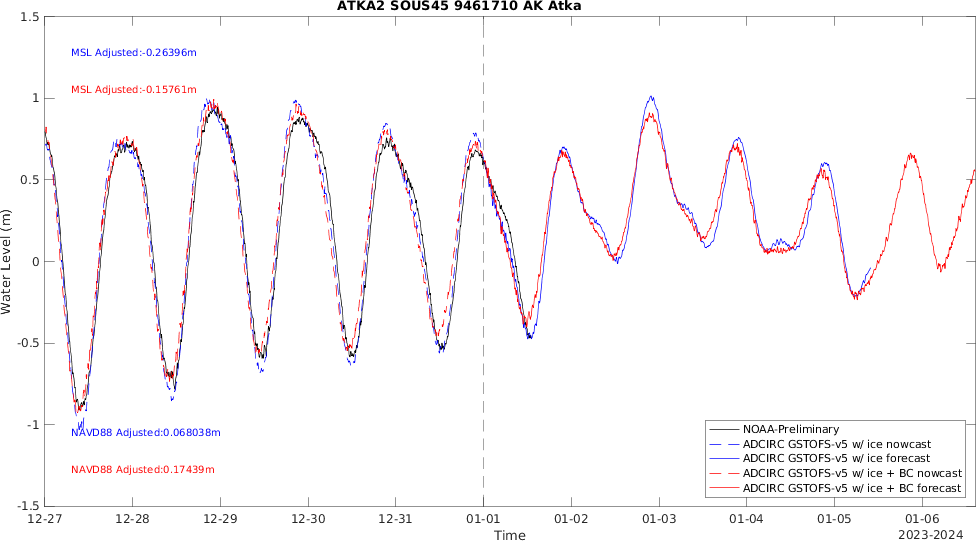 ATKA2 SOUS45 9461710 AK Atka
1.5
1
0.5
0
-0.5
-1
-1.5
Water Level (m)
MSL Adjusted:-0.26396m
MSL Adjusted:-0.15761m
NAVD88 Adjusted:0.068038m
NAVD88 Adjusted:0.17439m
NOAA-Preliminary
ADCIRC GSTOFS-v5 w/ ice nowcast
ADCIRC GSTOFS-v5 w/ ice forecast
ADCIRC GSTOFS-v5 w/ ice + BC nowcast
ADCIRC GSTOFS-v5 w/ ice + BC forecast
12-27 12-28 12-29 12-30 12-31 01-01 01-02 01-03 01-04 01-05 01-06
Time
2023-2024